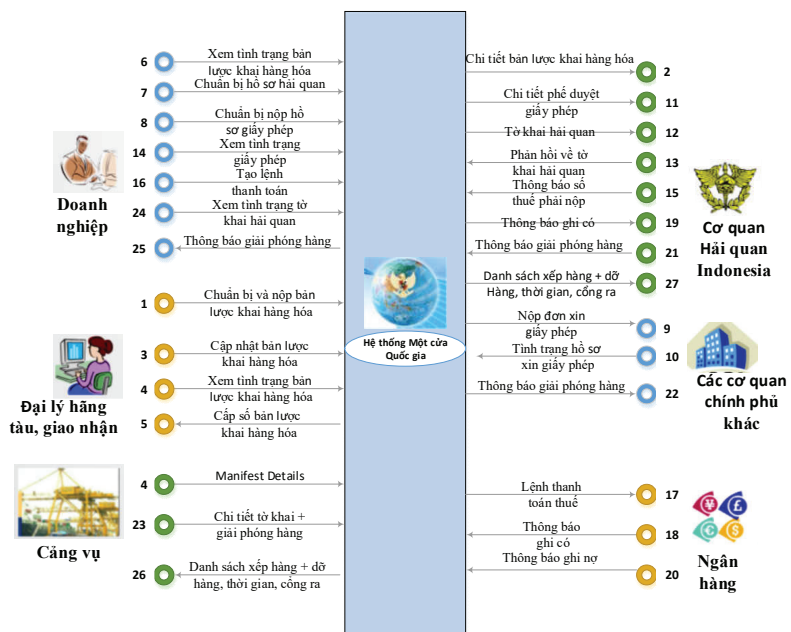 6
Xem tình trạng bản
lược khai hàng hóa
7
Chuẩn bị hồ sơ hải quan
8
Chuẩn bị nộp hồ
sơ giấy phép
14
Xem tình trạng
giấy phép
16
Tạo lệnh
thanh toán
24
Xem tình trạng tờ
khai hải quan
25
Thông báo giải phóng hàng
Doanh
nghiệp
1
Chuẩn bị và nộp bản
lược khai hàng hóa
3
Cập nhật bản lược
khai hàng hóa
4
Xem tình trạng bản
lược khai hàng hóa
5
Cấp số bản lược
khai hàng hóa
Đại lý hãng
tàu, giao nhận
4
Manifest Details
23
Chi tiết tờ khai +
giải phóng hàng
26
Danh sách xếp hàng + dỡ
hàng, thời gian, cổng ra
Cảng vụ
Hệ thống Một cửa
Quốc gia
Chi tiết bản lược khai hàng hóa
2
Chi tiết phế duyệt
giấy phép
11
Tờ khai hải quan
12
Phản hồi về tờ
khai hải quan
13
Thông báo số
thuế phải nộp
15
Thông báo ghi có
19
Thông báo giải phóng hàng
21
Danh sách xếp hàng + dỡ
Hàng, thời gian, cổng ra
27
Cơ quan
Hải quan
Indonesia
Nộp đơn xin
giấy phép
9
Tình trạng hồ sơ
xin giấy phép
10
Thông báo giải phóng hàng
22
Các cơ quan
chính phủ
khác
Lệnh thanh
toán thuế
17
Thông báo
ghi có
18
Thông báo ghi nợ
20
Ngân
hàng